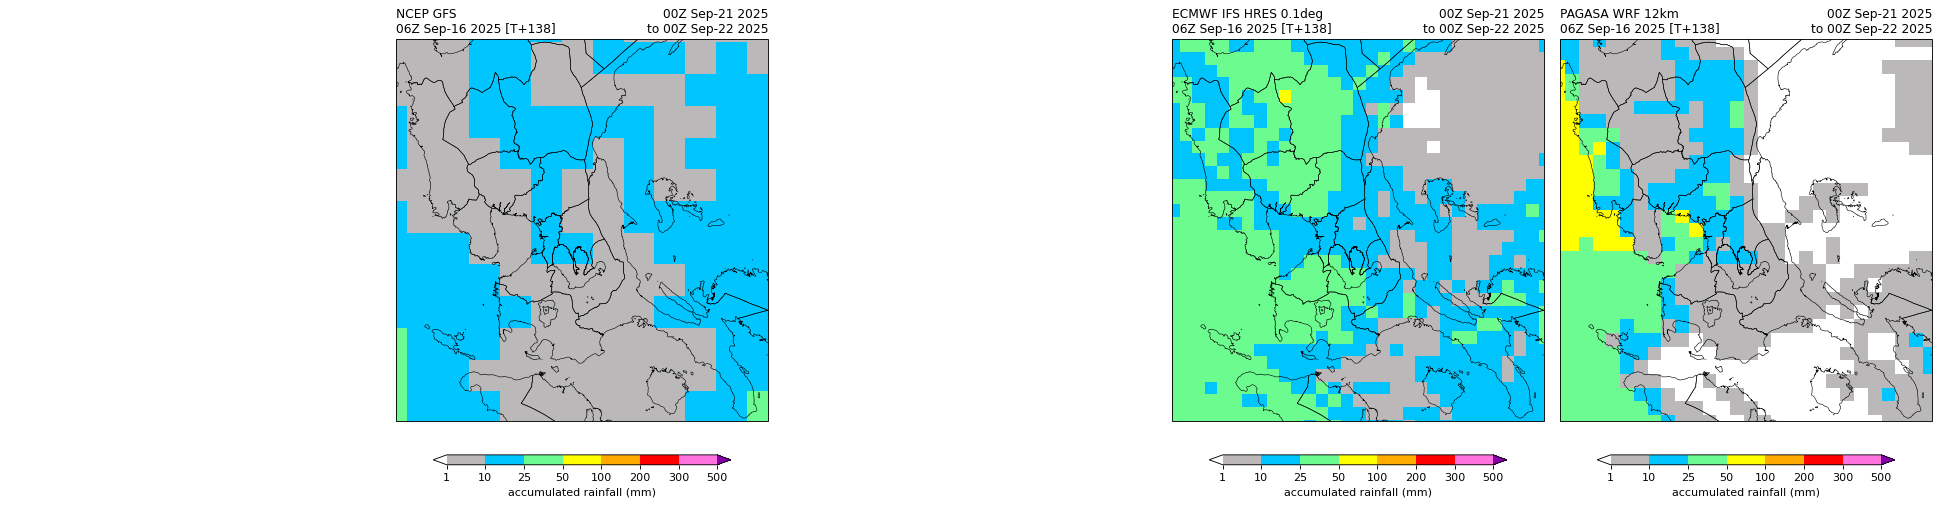 NCEP GFS 00Z Sep-21 2025
06Z Sep-16 2025 [T+138] to 00Z Sep-22 2025
1 10 25 50 100 200 300 500
accumulated rainfall (mm)
ECMWF IFS HRES 0.1deg 00Z Sep-21 2025
06Z Sep-16 2025 [T+138] to 00Z Sep-22 2025
1 10 25 50 100 200 300 500
accumulated rainfall (mm)
PAGASA WRF 12km 00Z Sep-21 2025
06Z Sep-16 2025 [T+138] to 00Z Sep-22 2025
1 10 25 50 100 200 300 500
accumulated rainfall (mm)